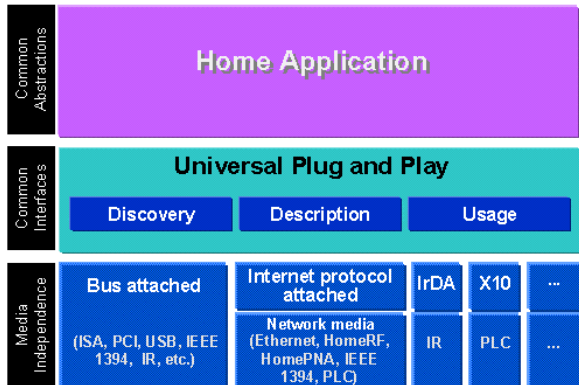 Common
Abstractions
Home Application
Common
Interfaces
Universal Plug and Play
Discovery
Description
Usage
Media
Independence
Bus attached
(ISA, PCI, USB, IEEE
1394, IR, etc.)
Internet protocol
attached
Network media
(Ethernet, HomeRF,
HomePNA, IEEE
1394, PLC)
IrDA
IR
X10
PLC
...
...